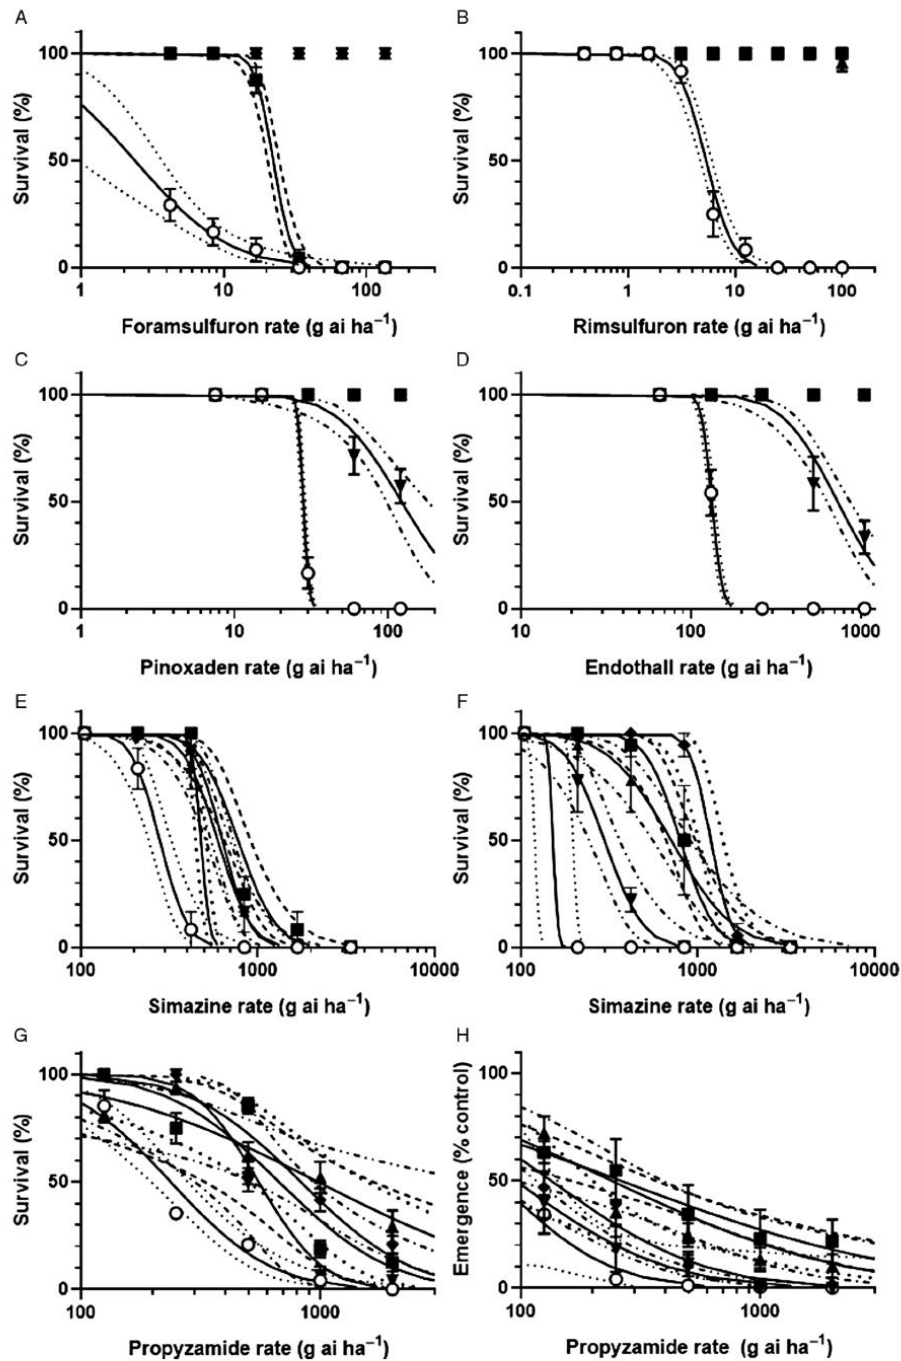 A
B
100
50
0
Survival (%)
1
10
100
Foramsulfuron rate (g ai ha⁻¹)
100
50
0
Survival (%)
0.1
1
10
100
Rimsulfuron rate (g ai ha⁻¹)
C
D
100
50
0
Survival (%)
1
10
100
Pinoxaden rate (g ai ha⁻¹)
100
50
0
Survival (%)
10
100
1000
Endothall rate (g ai ha⁻¹)
E
F
100
50
0
Survival (%)
100
1000
10000
Simazine rate (g ai ha⁻¹)
100
50
0
Survival (%)
100
1000
10000
Simazine rate (g ai ha⁻¹)
G
H
100
50
0
Survival (%)
100
1000
Propyzamide rate (g ai ha⁻¹)
100
50
0
Emergence (% control)
100
1000
Propyzamide rate (g ai ha⁻¹)